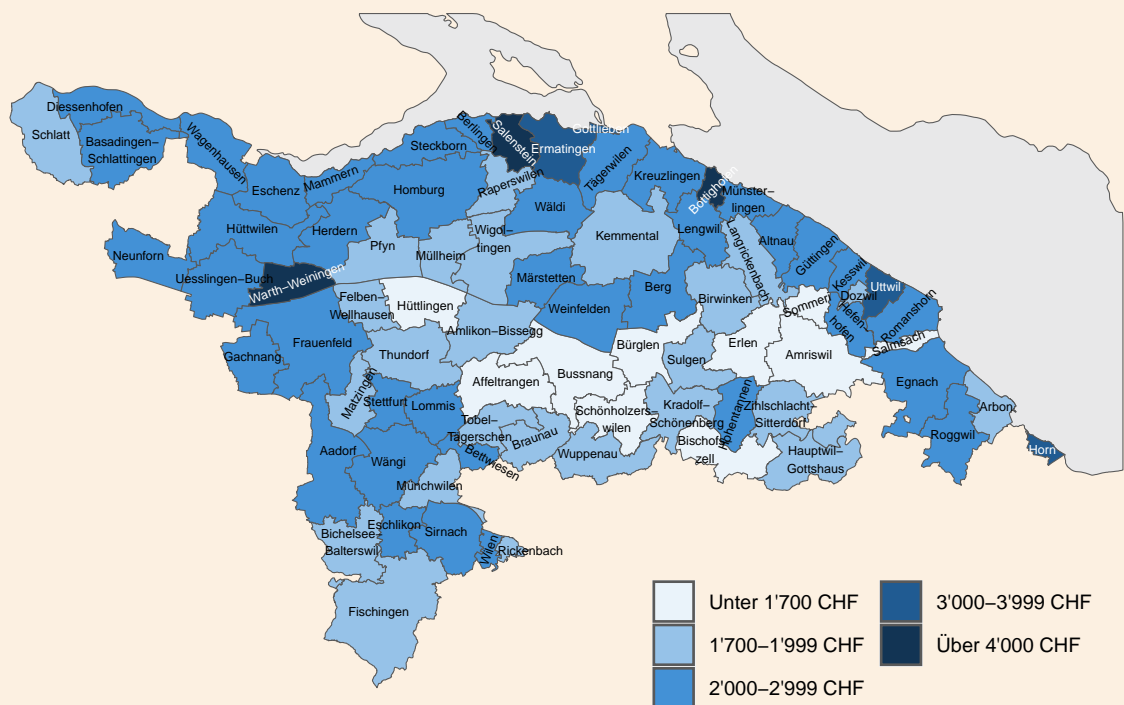 Diessenhofen
Schlatt
Basadingen–
Schlattingen
Wagenhausen
Eschenz
Mammern
Steckborn
Berlingen
Salenstein
Ermatingen
Gottlieben
Tägerwilen
Kreuzlingen
Bottighofen
Münster–
lingen
Homburg
Raperswilen
Wäldi
Hüttwilen
Herdern
Pfyn
Müllheim
Wigol–
tingen
Kemmental
Lengwil
Langrickenbach
Altnau
Güttingen
Kesswil
Uttwil
Dozwil
Hefen–
hofen
Romanshorn
Neunforn
Uesslingen–Buch
Warth–Weiningen
Felben–
Wellhausen
Hüttlingen
Märstetten
Weinfelden
Berg
Birwinken
Sommeri
Salmsach
Gachnang
Frauenfeld
Thundorf
Amlikon–Bissegg
Bürglen
Sulgen
Erlen
Amriswil
Egnach
Arbon
Roggwil
Horn
Matzingen
Stettfurt
Lommis
Affeltrangen
Bussnang
Schönholzers–
wilen
Kradolf–
Schönenberg
Hohentannen
Zihlschlacht–
Sitterdorf
Bischofs–
zell
Hauptwil–
Gottshaus
Aadorf
Wängi
Tobel–
Tägerschen
Braunau
Bettwiesen
Wuppenau
Münchwilen
Bichelsee–
Balterswil
Eschlikon
Sirnach
Wilen
Rickenbach
Fischingen
Unter 1'700 CHF
1'700–1'999 CHF
2'000–2'999 CHF
3'000–3'999 CHF
Über 4'000 CHF